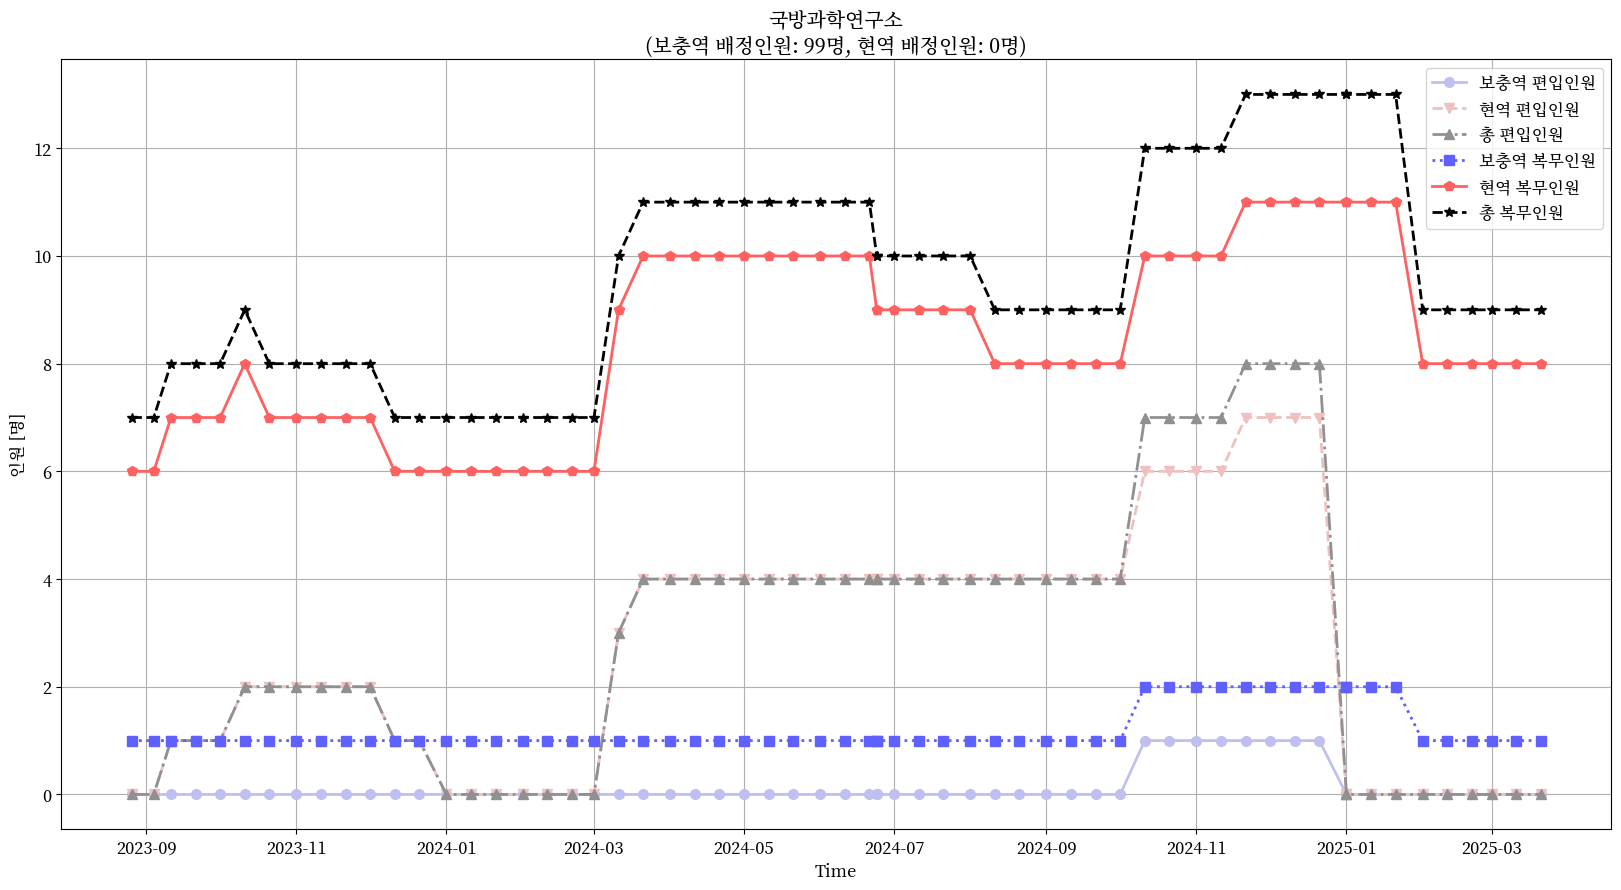 국방과학연구소
(보충역 배정인원: 99명, 현역 배정인원: 0명)
보충역 편입인원
현역 편입인원
총 편입인원
보충역 복무인원
현역 복무인원
총 복무인원
인원 [명]
12
10
8
6
4
2
0
2023-09
2023-11
2024-01
2024-03
2024-05
2024-07
2024-09
2024-11
2025-01
2025-03
Time